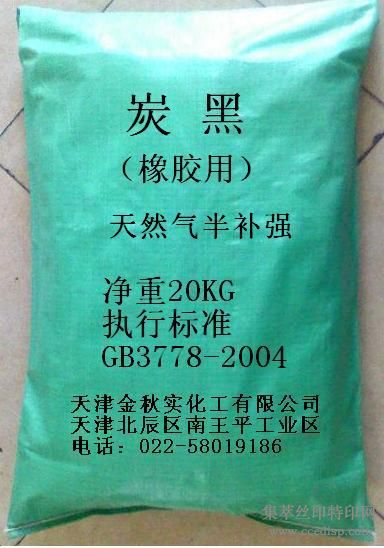 炭黑
（橡胶用）
天然气半补强
净重20KG
执行标准
GB3778-2004
天津金秋实化工有限公司
天津北辰区南王平工业区
电话：022-58019186
集萃丝印特印网
www.ccedisp.com